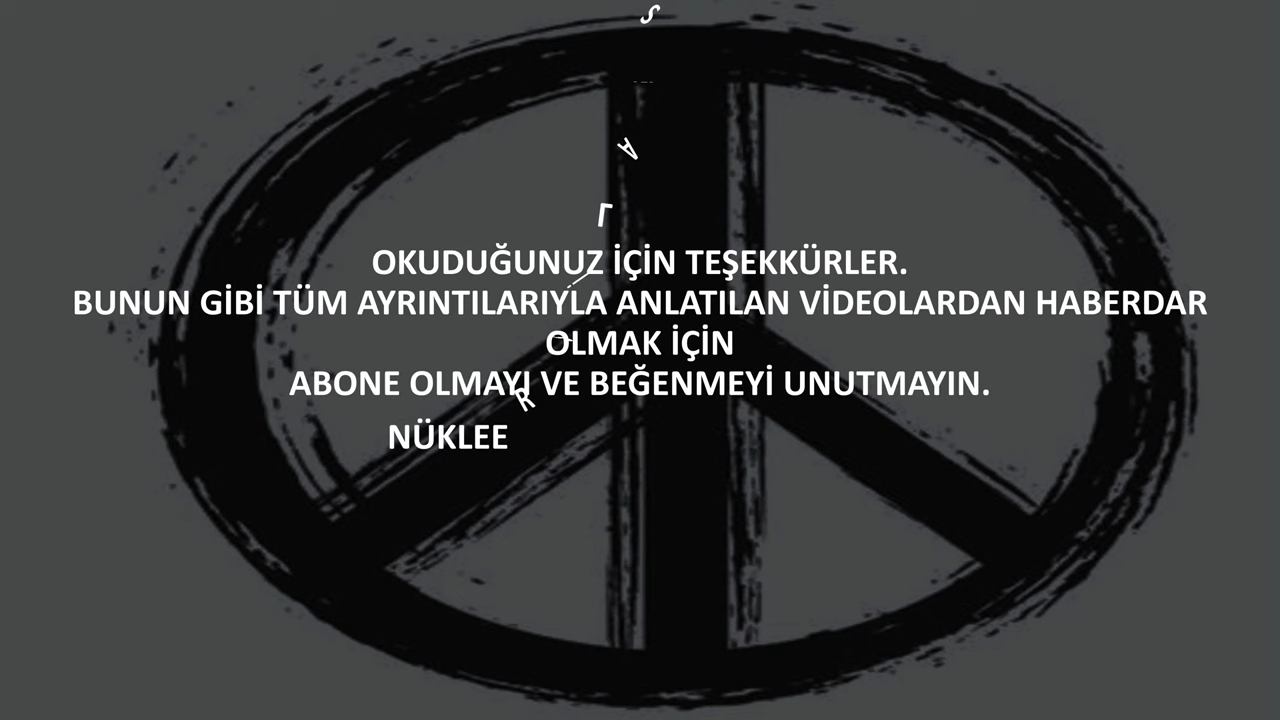 OKUDUĞUNUZ İÇİN TEŞEKKÜRLER.
BUNUN GİBİ TÜM AYRINTILARIYLA ANLATILAN VİDEOLARDAN HABERDAR
OLMAK İÇİN
ABONE OLMAYI VE BEĞENMEYİ UNUTMAYIN.
NÜKLEE